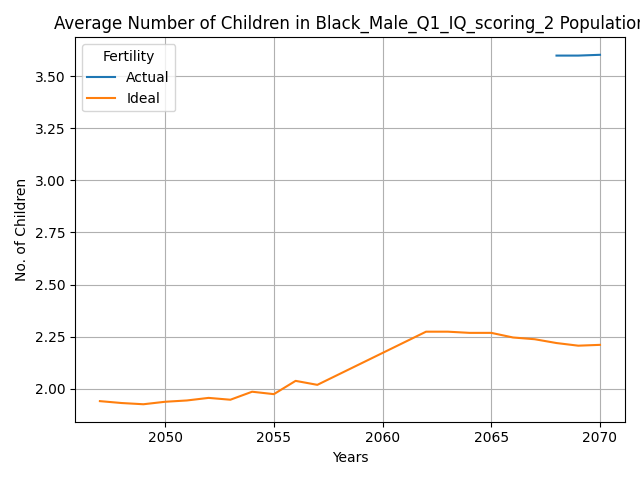 Average Number of Children in Black_Male_Q1_IQ_scoring_2 Population
Fertility
Actual
Ideal
3.50
3.25
3.00
2.75
2.50
2.25
2.00
No. of Children
2050
2055
2060
2065
2070
Years